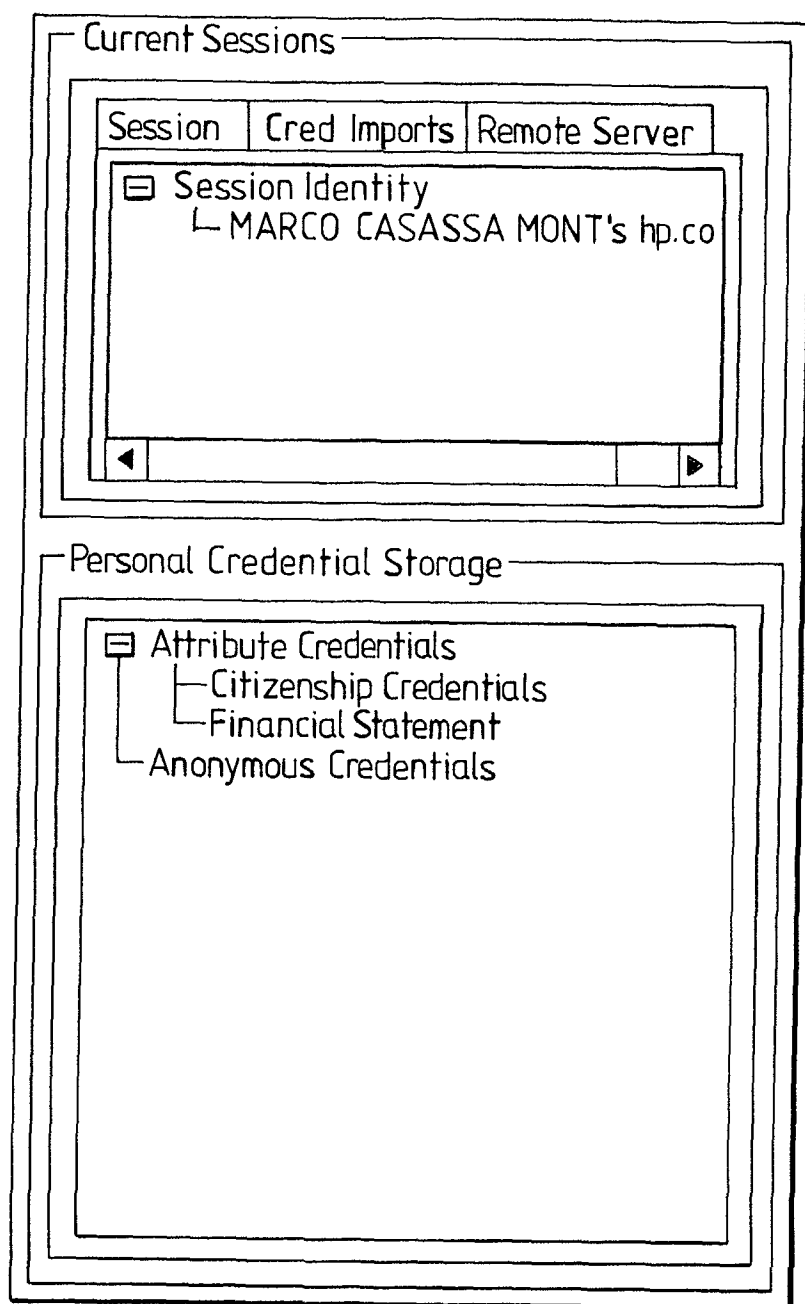 Current Sessions
Session Cred Imports Remote Server
Session Identity
MARCO CASASSA MONT's hp.co
Personal Credential Storage
Attribute Credentials
Citizenship Credentials
Financial Statement
Anonymous Credentials